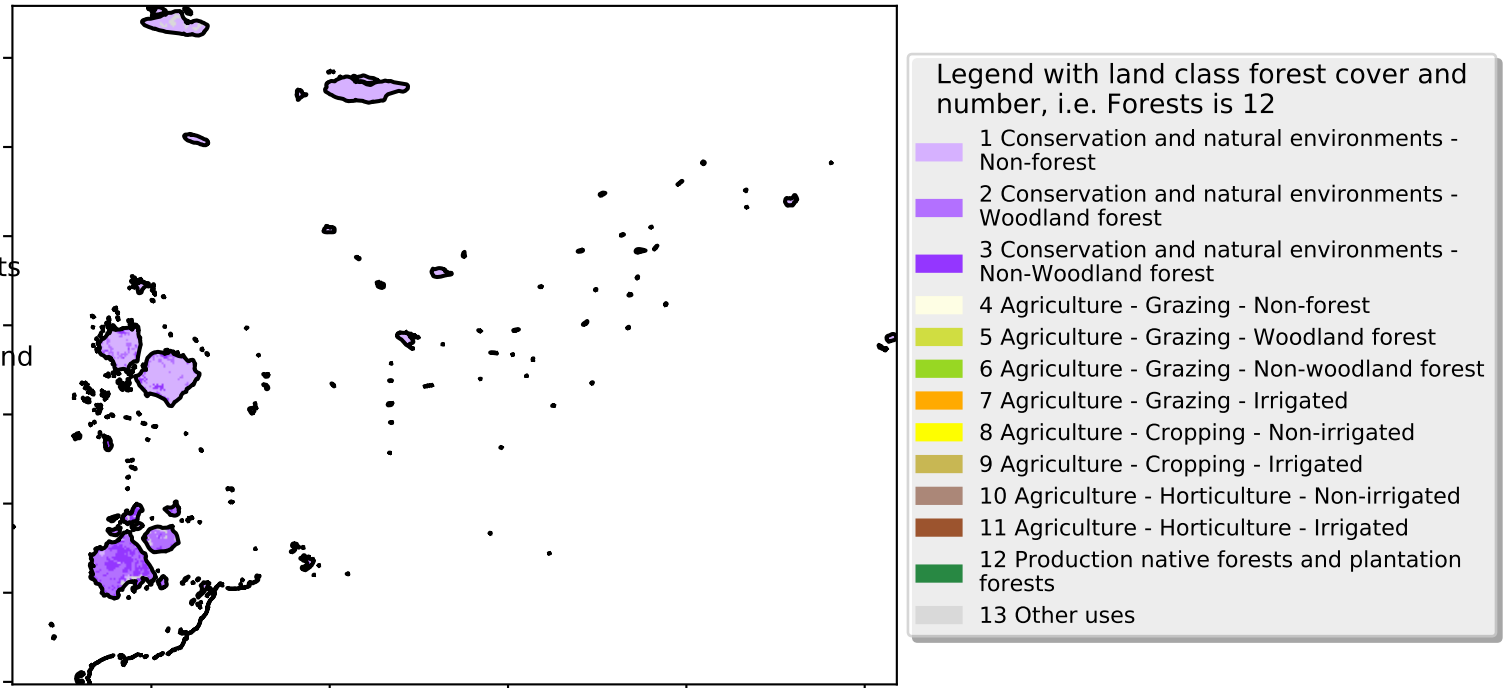 ts
nd
Legend with land class forest cover and
number, i.e. Forests is 12
1 Conservation and natural environments -
Non-forest
2 Conservation and natural environments -
Woodland forest
3 Conservation and natural environments -
Non-Woodland forest
4 Agriculture - Grazing - Non-forest
5 Agriculture - Grazing - Woodland forest
6 Agriculture - Grazing - Non-woodland forest
7 Agriculture - Grazing - Irrigated
8 Agriculture - Cropping - Non-irrigated
9 Agriculture - Cropping - Irrigated
10 Agriculture - Horticulture - Non-irrigated
11 Agriculture - Horticulture - Irrigated
12 Production native forests and plantation
forests
13 Other uses